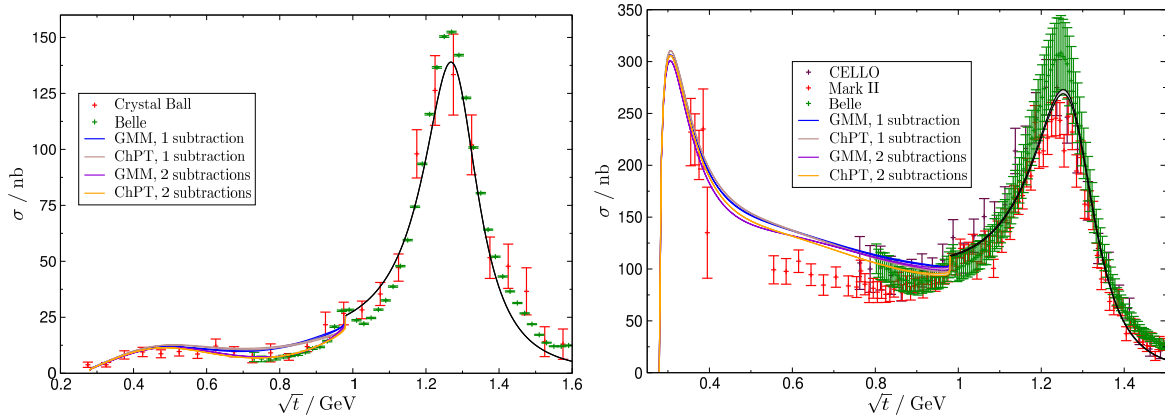 150
125
100
75
50
25
0
σ / nb
Crystal Ball
Belle
GMM, 1 subtraction
ChPT, 1 subtraction
GMM, 2 subtractions
ChPT, 2 subtractions
0.2 0.4 0.6 0.8 1 1.2 1.4 1.6
√t / GeV
350
300
250
200
150
100
50
0
σ / nb
CELLO
Mark II
Belle
GMM, 1 subtraction
ChPT, 1 subtraction
GMM, 2 subtractions
ChPT, 2 subtractions
0.4 0.6 0.8 1 1.2 1.4
√t / GeV